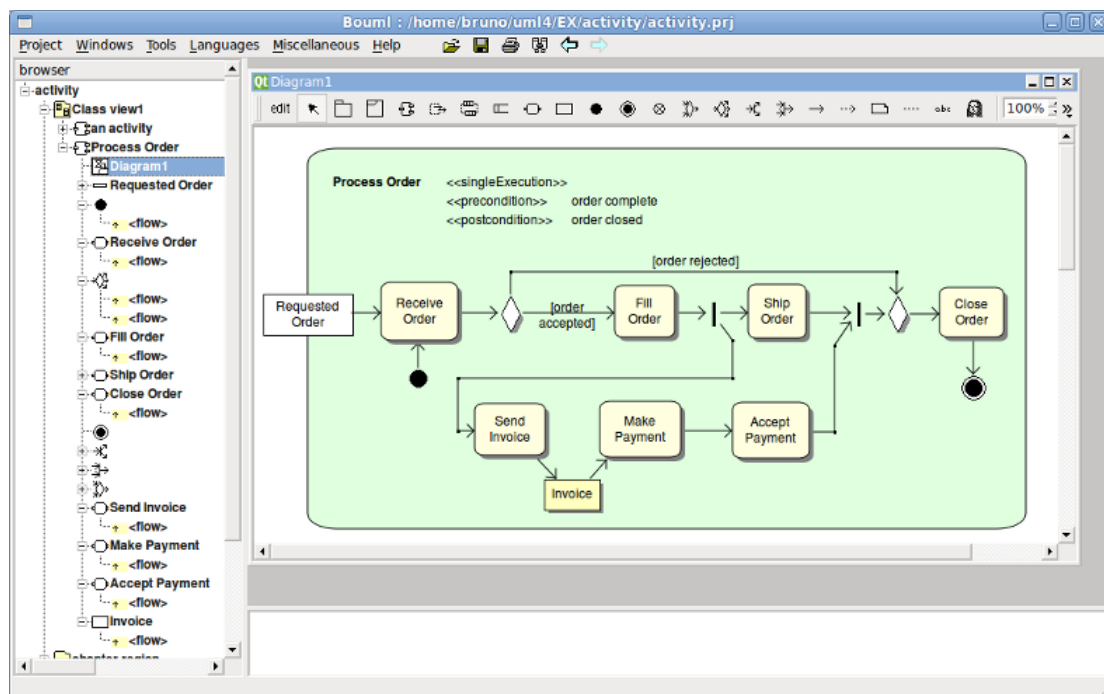 Bouml : /home/bruno/uml4/EX/activity/activity.prj
Project Windows Tools Languages Miscellaneous Help
browser
activity
Class view1
an activity
Process Order
Diagram1
Requested Order
<flow>
Receive Order
<flow>
<flow>
<flow>
Fill Order
<flow>
Ship Order
Close Order
<flow>
Send Invoice
<flow>
Make Payment
<flow>
Accept Payment
<flow>
Invoice
<flow>
Qt Diagram1
edit
abc
100%
Process Order <<singleExecution>>
<<precondition>> order complete
<<postcondition>> order closed
[order rejected]
Requested
Order
Receive
Order
[order
accepted]
Fill
Order
Ship
Order
Close
Order
Send
Invoice
Make
Payment
Accept
Payment
Invoice